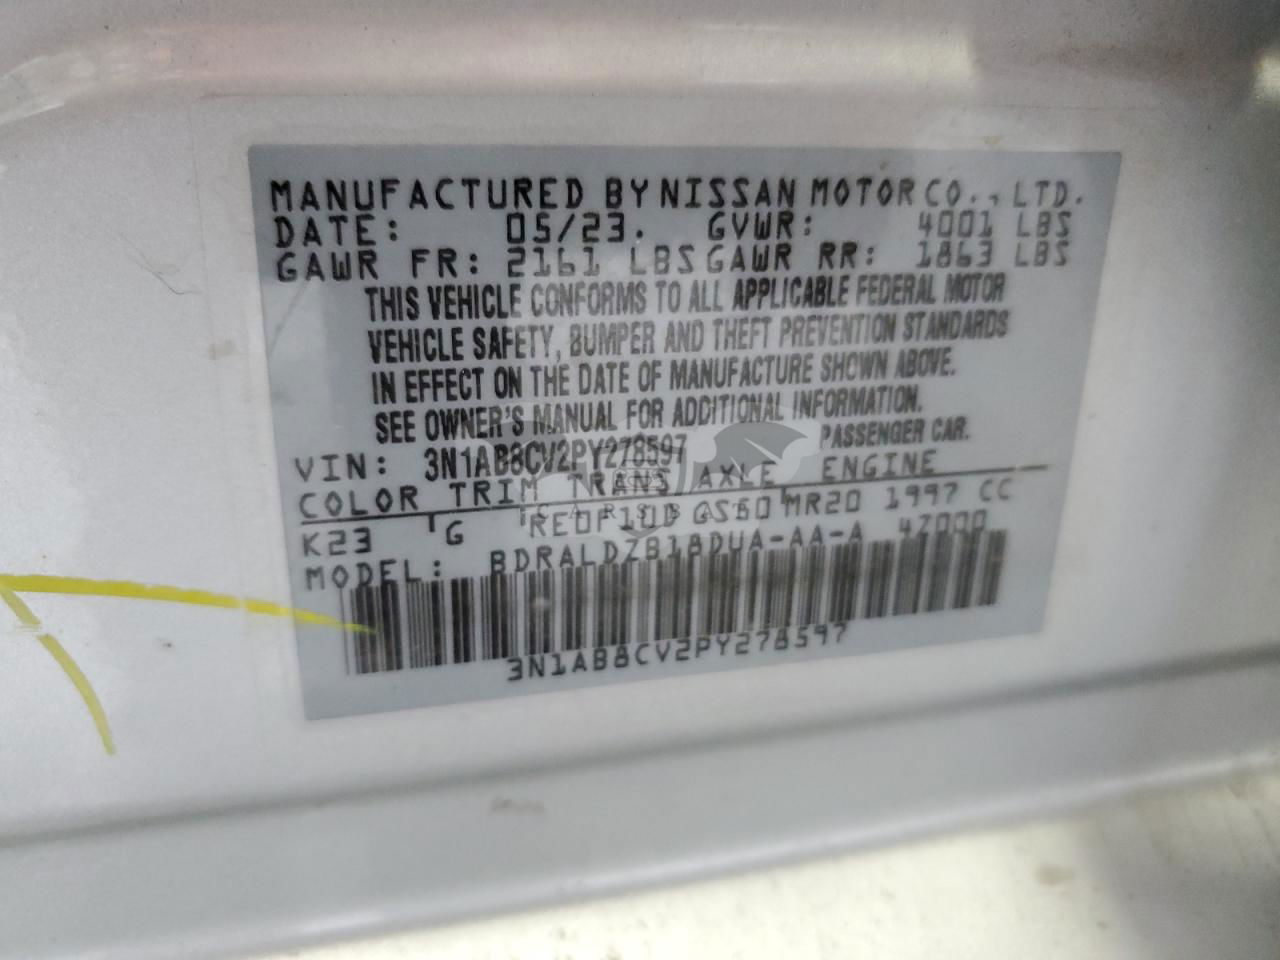 MANUFACTURED BY NISSAN MOTOR CO., LTD.
DATE: 05/23. GVWR: 4001 LBS
GAWR FR: 2161 LBS GAWR RR: 1863 LBS
THIS VEHICLE CONFORMS TO ALL APPLICABLE FEDERAL MOTOR
VEHICLE SAFETY, BUMPER AND THEFT PREVENTION STANDARDS
IN EFFECT ON THE DATE OF MANUFACTURE SHOWN ABOVE.
SEE OWNER'S MANUAL FOR ADDITIONAL INFORMATION.
PASSENGER CAR.
VIN: 3N1AB8CV2PY278597
COLOR TRIM TRANS/AXLE ENGINE
K23 G RE0F10D GS60 MR20 1997 CC
MODEL: BDRALDZB18DUA-AA-A 4Z000
3N1AB8CV2PY278597